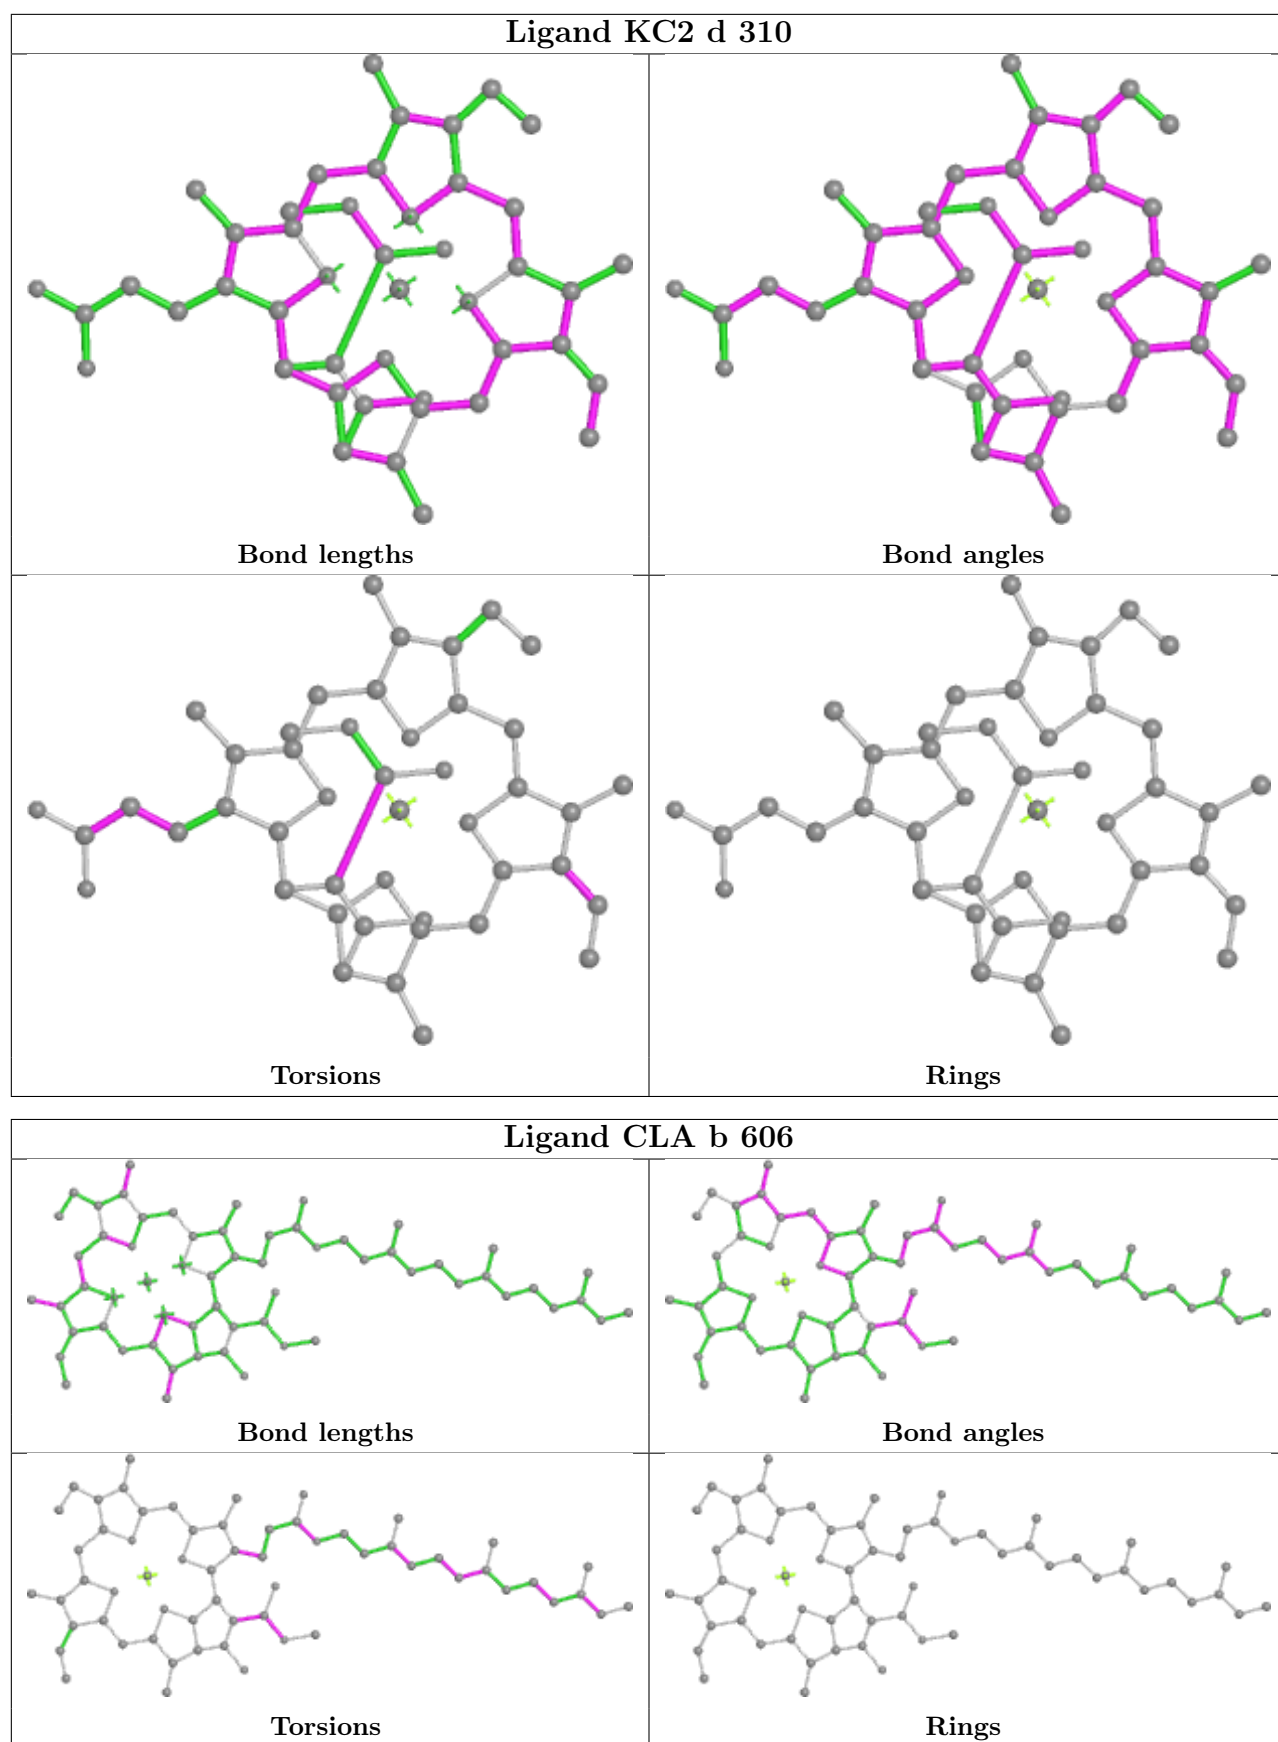 Ligand KC2 d 310
Bond lengths
Bond angles
Torsions
Rings
Ligand CLA b 606
Bond lengths
Bond angles
Torsions
Rings